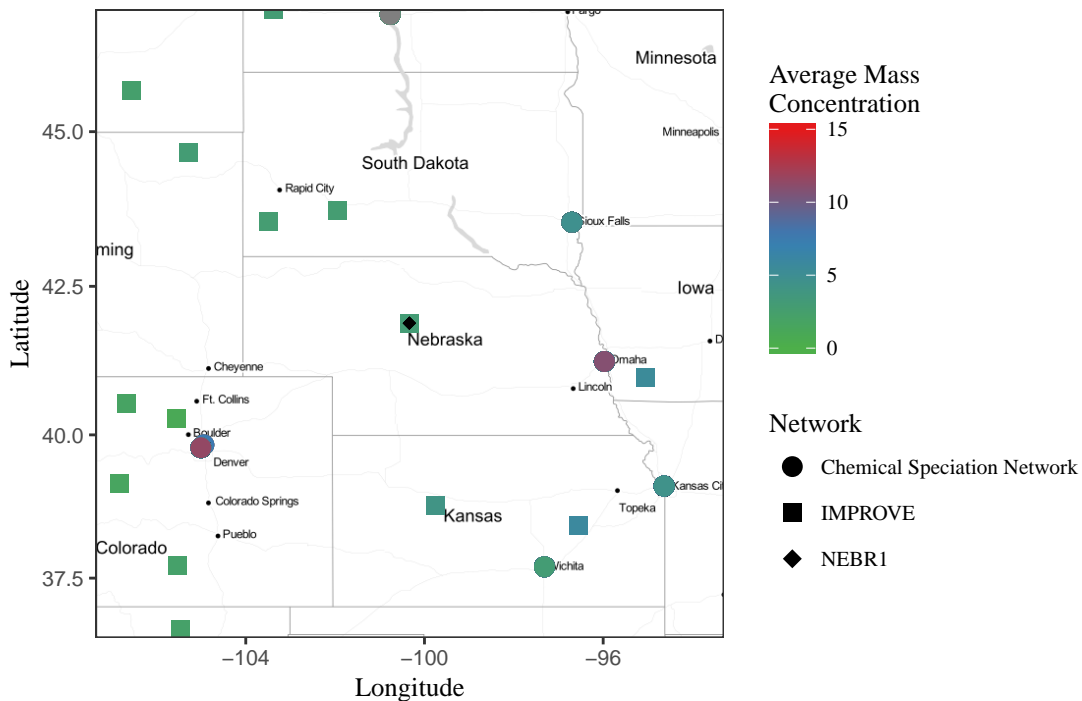 Fargo
Minnesota
Minneapolis
45.0
South Dakota
Rapid City
Sioux Falls
ming
42.5
Iowa
Nebraska
D
Cheyenne
Omaha
Lincoln
Ft. Collins
40.0
Boulder
Denver
Kansas Ci
Colorado Springs
Topeka
Kansas
Pueblo
Colorado
37.5
Wichita
−104
−100
−96
Longitude
Latitude
Average Mass
Concentration
15
10
5
0
Network
Chemical Speciation Network
IMPROVE
NEBR1